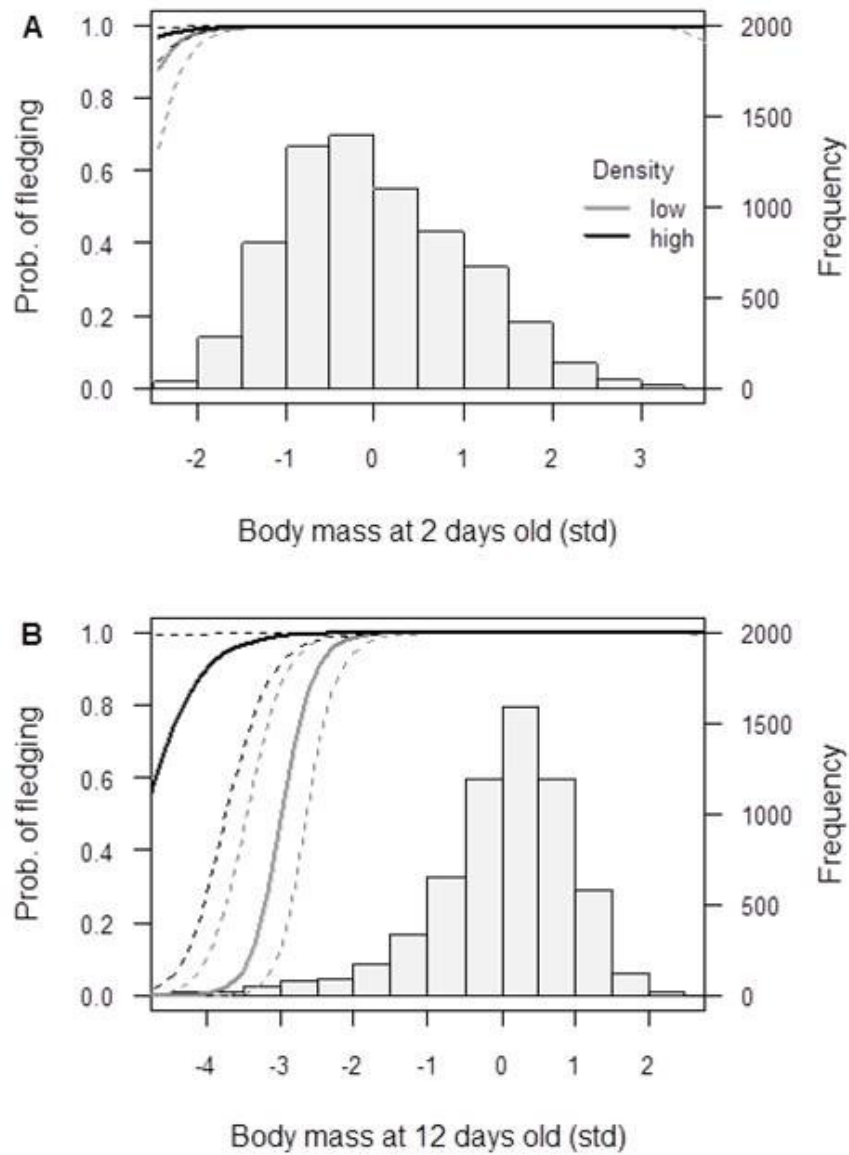 A
1.0
0.8
0.6
0.4
0.2
0.0
Prob. of fledging
2000
1500
1000
500
0
Frequency
Density
low
high
-2 -1 0 1 2 3
Body mass at 2 days old (std)
B
1.0
0.8
0.6
0.4
0.2
0.0
Prob. of fledging
2000
1500
1000
500
0
Frequency
-4 -3 -2 -1 0 1 2
Body mass at 12 days old (std)